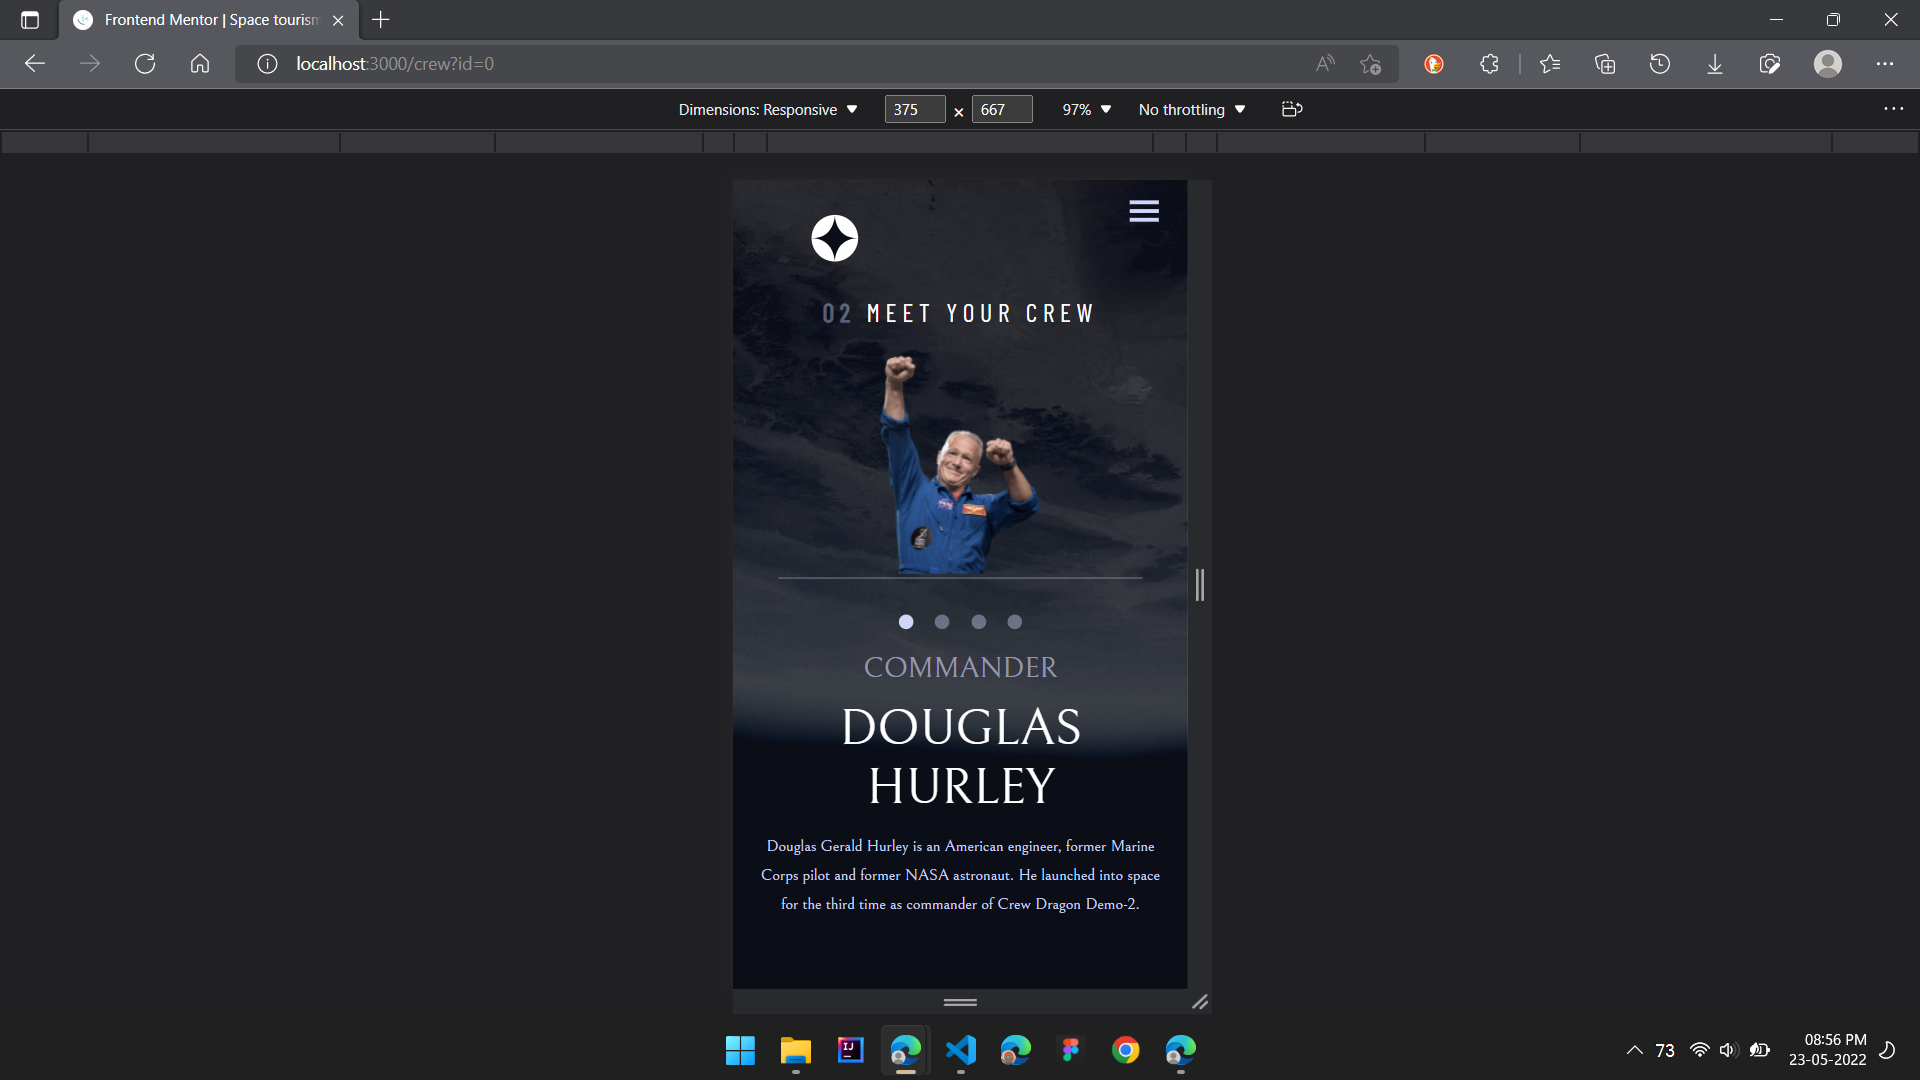 Frontend Mentor | Space tourism
localhost:3000/crew?id=0
Dimensions: Responsive 375 × 667 97% No throttling
02 MEET YOUR CREW
COMMANDER
DOUGLAS
HURLEY
Douglas Gerald Hurley is an American engineer, former Marine
Corps pilot and former NASA astronaut. He launched into space
for the third time as commander of Crew Dragon Demo-2.
73
08:56 PM
23-05-2022